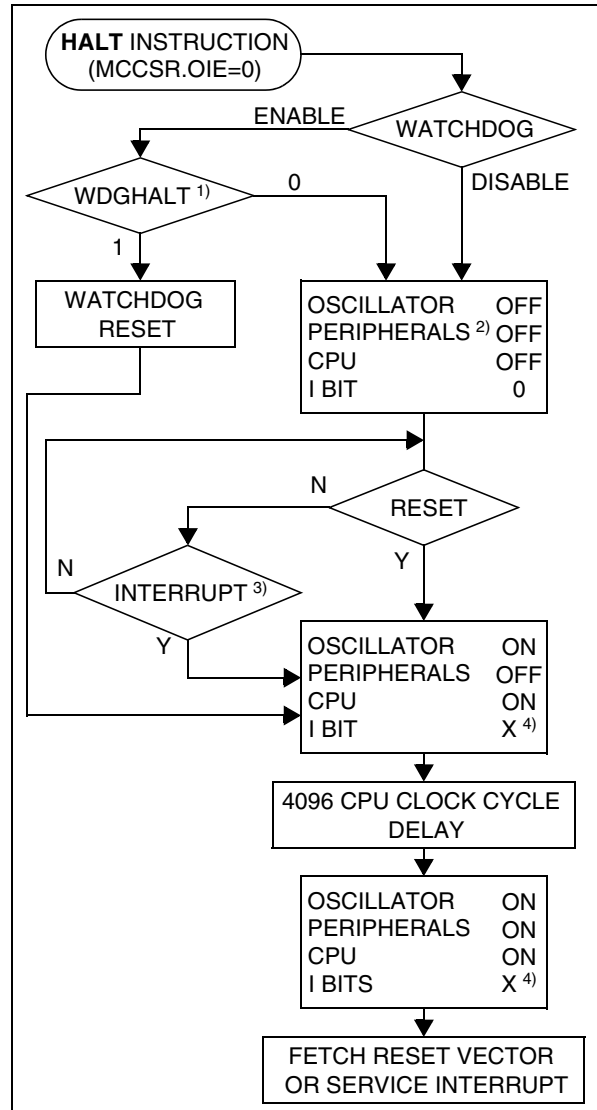 HALT INSTRUCTION
(MCCSR.OIE=0)
ENABLE
WATCHDOG
WDGHALT 1)
0
DISABLE
1
WATCHDOG
RESET
OSCILLATOR OFF
PERIPHERALS 2) OFF
CPU OFF
I BIT 0
N
RESET
N
Y
INTERRUPT 3)
Y
OSCILLATOR ON
PERIPHERALS OFF
CPU ON
I BIT X 4)
4096 CPU CLOCK CYCLE
DELAY
OSCILLATOR ON
PERIPHERALS ON
CPU ON
I BITS X 4)
FETCH RESET VECTOR
OR SERVICE INTERRUPT